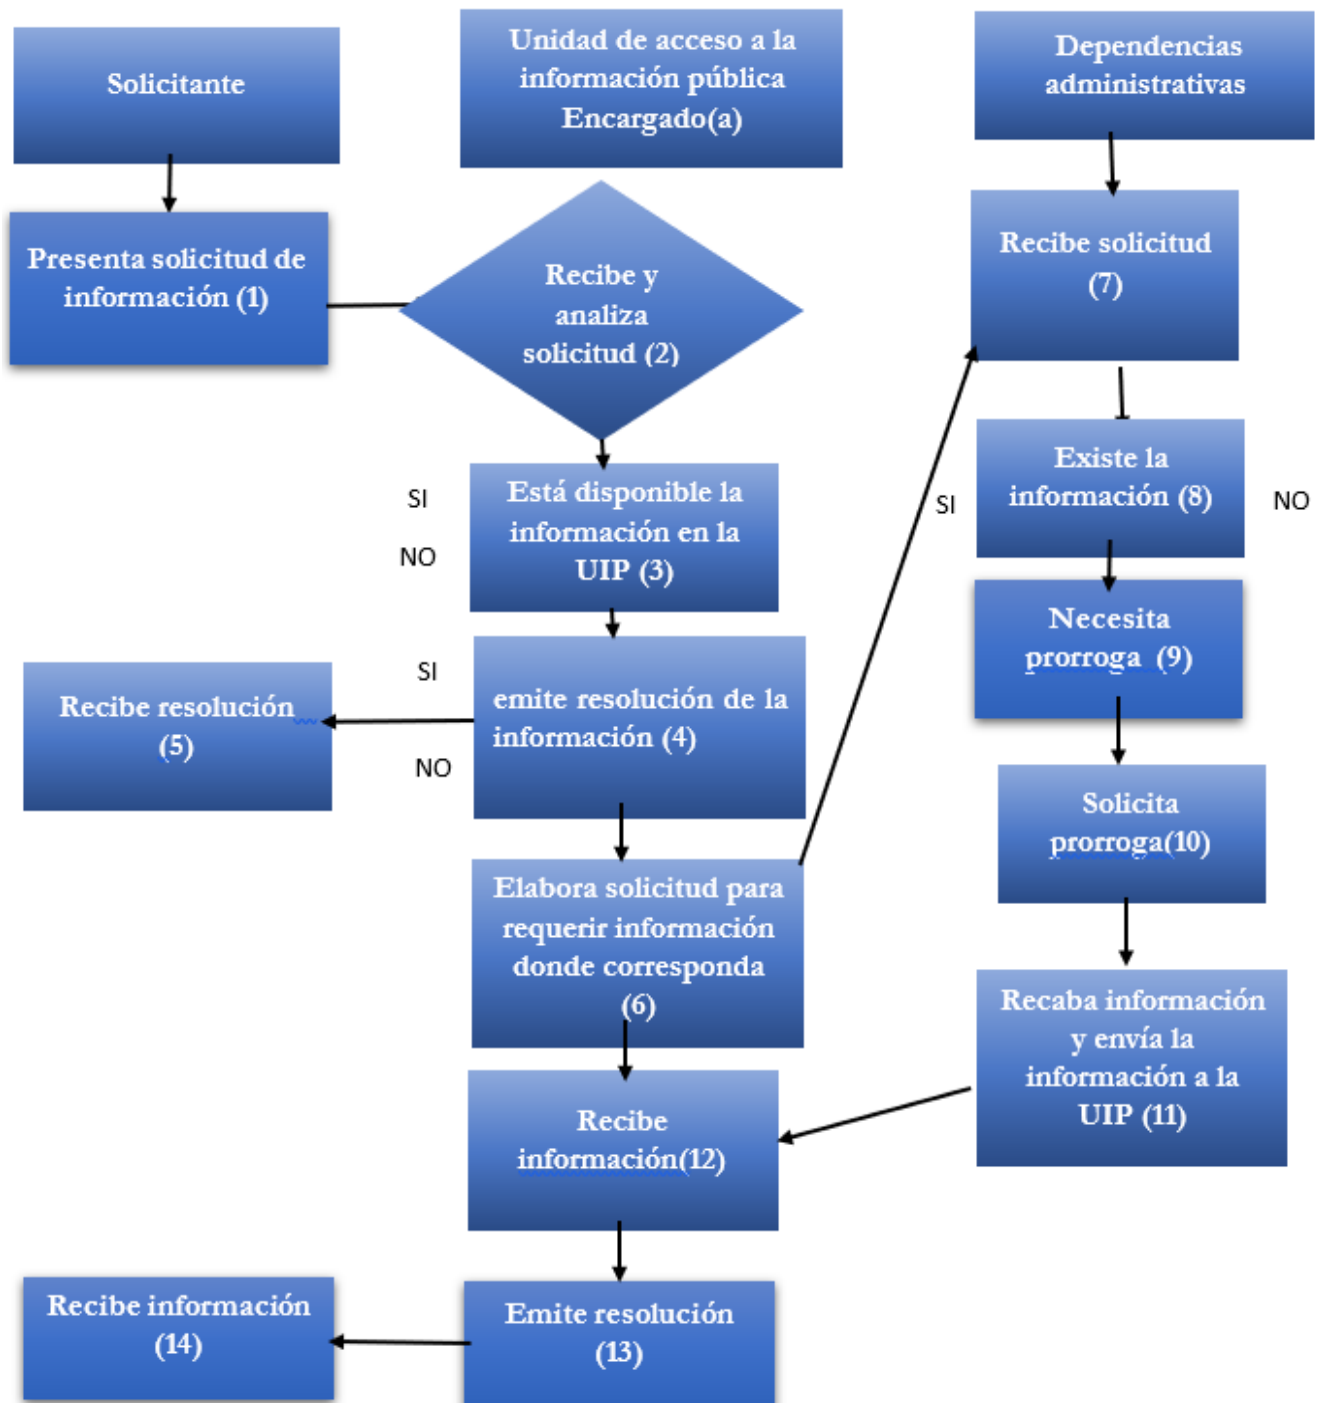 Solicitante
Unidad de acceso a la
información pública
Encargado(a)
Dependencias
administrativas
Presenta solicitud de
información (1)
Recibe y
analiza
solicitud (2)
Recibe solicitud
(7)
SI
NO
Está disponible la
información en la
UIP (3)
SI
Existe la
información (8)
NO
Necesita
prorroga (9)
Recibe resolución
(5)
SI
NO
emite resolución de la
información (4)
Solicita
prorroga(10)
Elabora solicitud para
requerir información
donde corresponda
(6)
Recaba información
y envía la
información a la
UIP (11)
Recibe
información(12)
Recibe información
(14)
Emite resolución
(13)